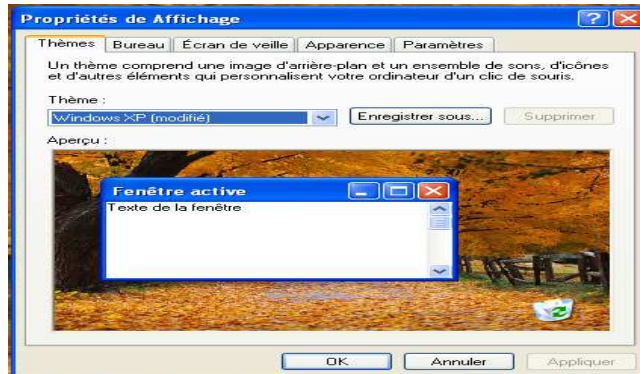 Propriétés de Affichage
Thèmes Bureau Écran de veille Apparence Paramètres
Un thème comprend une image d'arrière-plan et un ensemble de sons, d'icônes
et d'autres éléments qui personnalisent votre ordinateur d'un clic de souris.
Thème :
Windows XP (modifié) Enregistrer sous... Supprimer
Aperçu :
Fenêtre active
Texte de la fenêtre
OK Annuler Appliquer